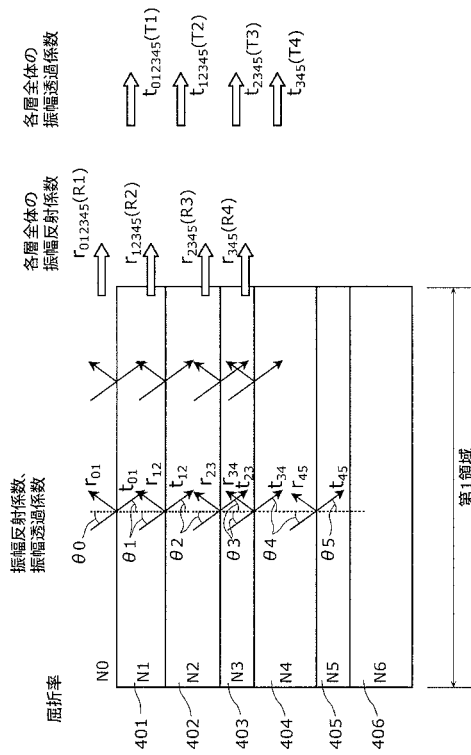 屈折率
振幅反射係数、
振幅透過係数
各層全体の
振幅反射係数
各層全体の
振幅透過係数
N0
N1
N2
N3
N4
N5
N6
401
402
403
404
405
406
θ0
θ1
θ2
θ3
θ4
θ5
r01
t01
r12
t12
r23
t23
r34
t34
r45
t45
r012345(R1)
r12345(R2)
r2345(R3)
r345(R4)
t012345(T1)
t12345(T2)
t2345(T3)
t345(T4)
第1領域